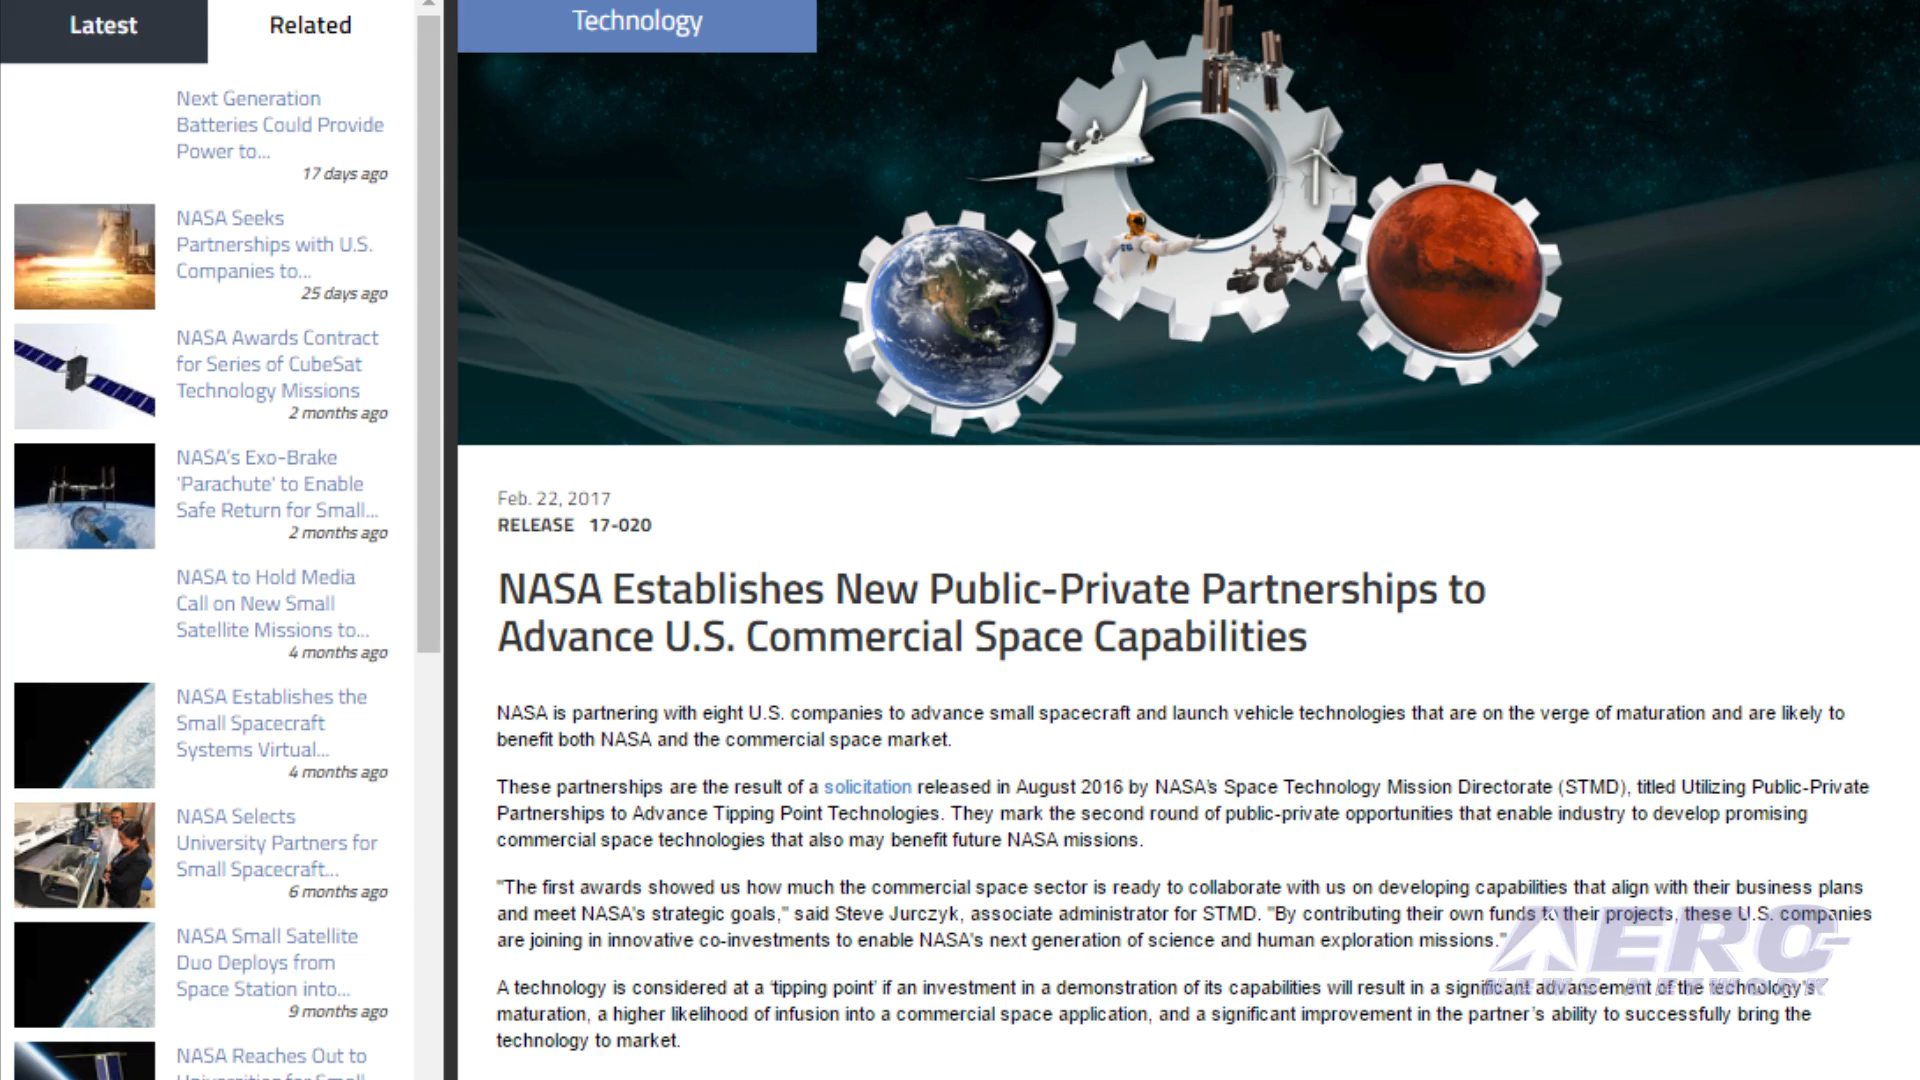 Latest
Related
Next Generation
Batteries Could Provide
Power to...
17 days ago
NASA Seeks
Partnerships with U.S.
Companies to...
25 days ago
NASA Awards Contract
for Series of CubeSat
Technology Missions
2 months ago
NASA's Exo-Brake
'Parachute' to Enable
Safe Return for Small...
2 months ago
NASA to Hold Media
Call on New Small
Satellite Missions to...
4 months ago
NASA Establishes the
Small Spacecraft
Systems Virtual...
4 months ago
NASA Selects
University Partners for
Small Spacecraft...
6 months ago
NASA Small Satellite
Duo Deploys from
Space Station into...
9 months ago
NASA Reaches Out to
Universities for Small
Technology
Feb. 22, 2017
RELEASE 17-020
NASA Establishes New Public-Private Partnerships to
Advance U.S. Commercial Space Capabilities
NASA is partnering with eight U.S. companies to advance small spacecraft and launch vehicle technologies that are on the verge of maturation and are likely to
benefit both NASA and the commercial space market.
These partnerships are the result of a solicitation released in August 2016 by NASA's Space Technology Mission Directorate (STMD), titled Utilizing Public-Private
Partnerships to Advance Tipping Point Technologies. They mark the second round of public-private opportunities that enable industry to develop promising
commercial space technologies that also may benefit future NASA missions.
"The first awards showed us how much the commercial space sector is ready to collaborate with us on developing capabilities that align with their business plans
and meet NASA's strategic goals," said Steve Jurczyk, associate administrator for STMD. "By contributing their own funds to their projects, these U.S. companies
are joining in innovative co-investments to enable NASA's next generation of science and human exploration missions."
A technology is considered at a 'tipping point' if an investment in a demonstration of its capabilities will result in a significant advancement of the technology's
maturation, a higher likelihood of infusion into a commercial space application, and a significant improvement in the partner's ability to successfully bring the
technology to market.
AERO-
NEWS NETWORK